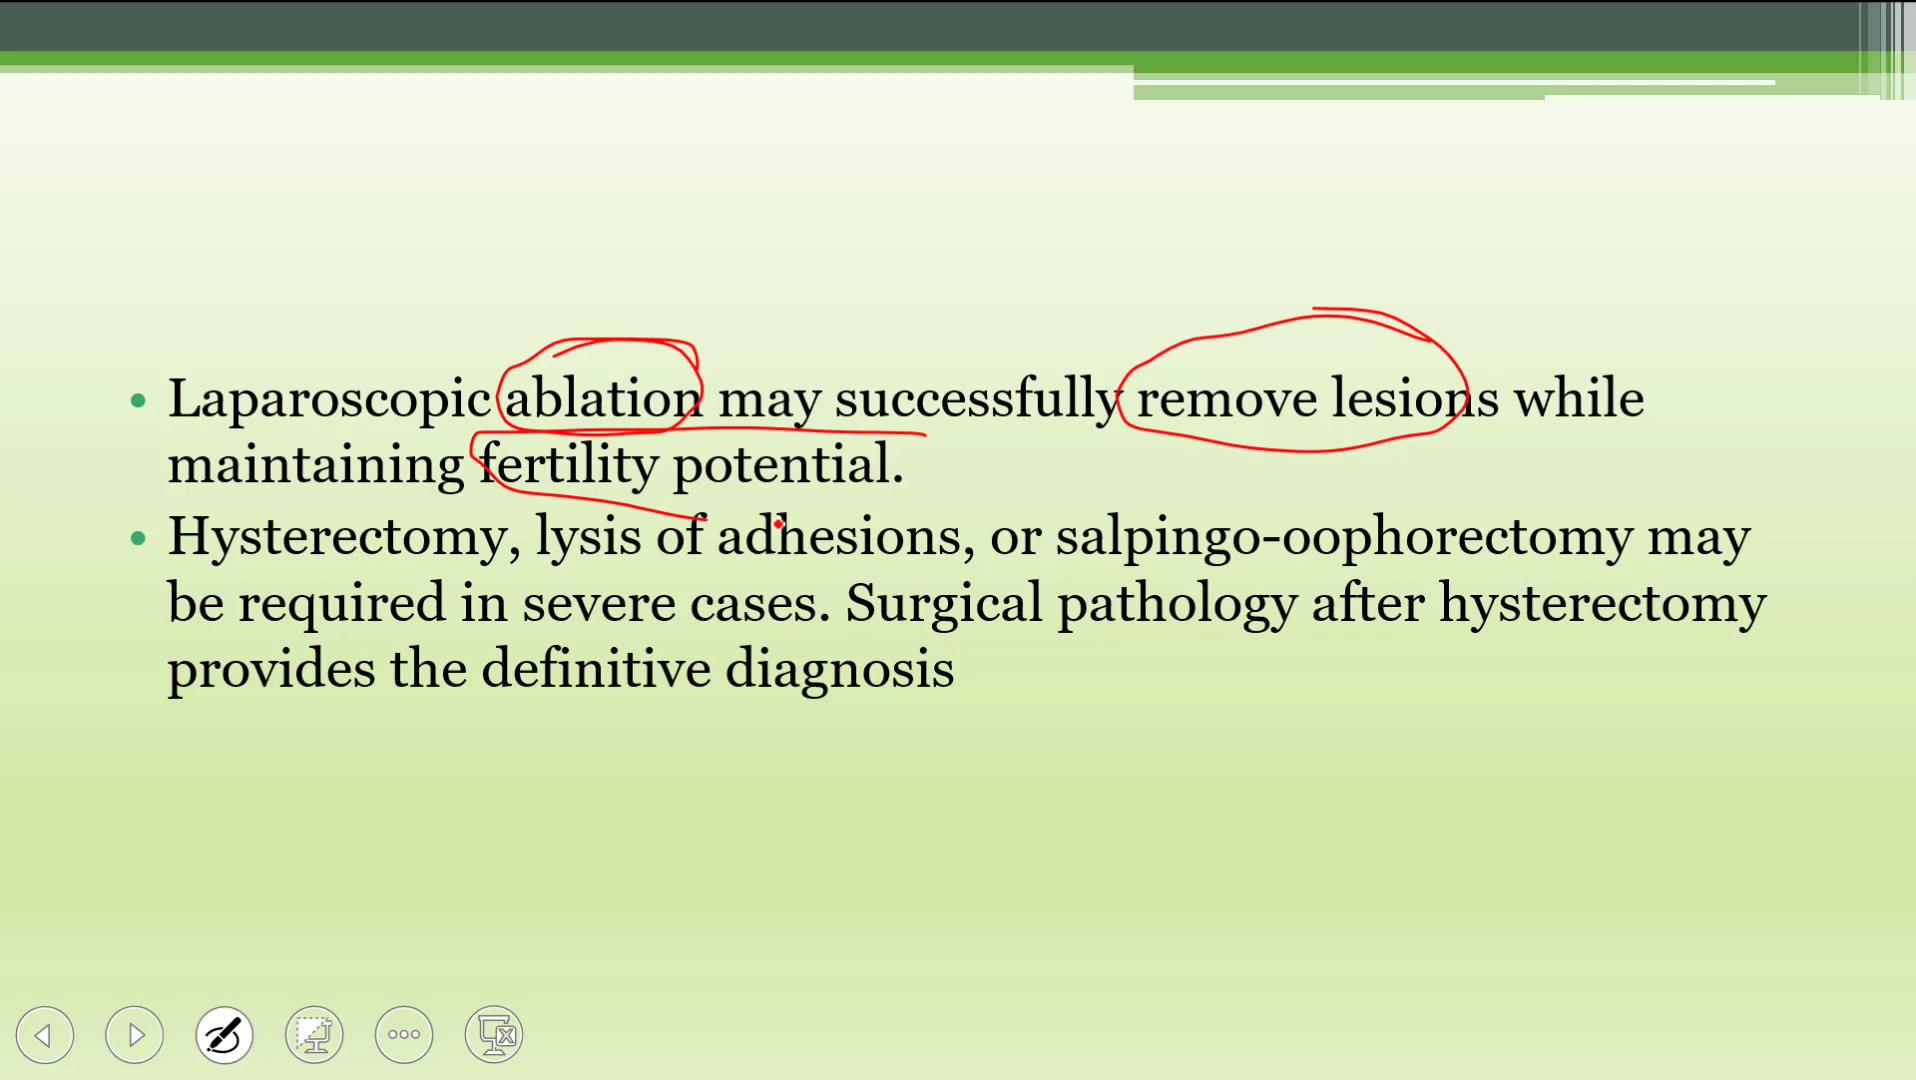 • Laparoscopic ablation may successfully remove lesions while
maintaining fertility potential.
• Hysterectomy, lysis of adhesions, or salpingo-oophorectomy may
be required in severe cases. Surgical pathology after hysterectomy
provides the definitive diagnosis